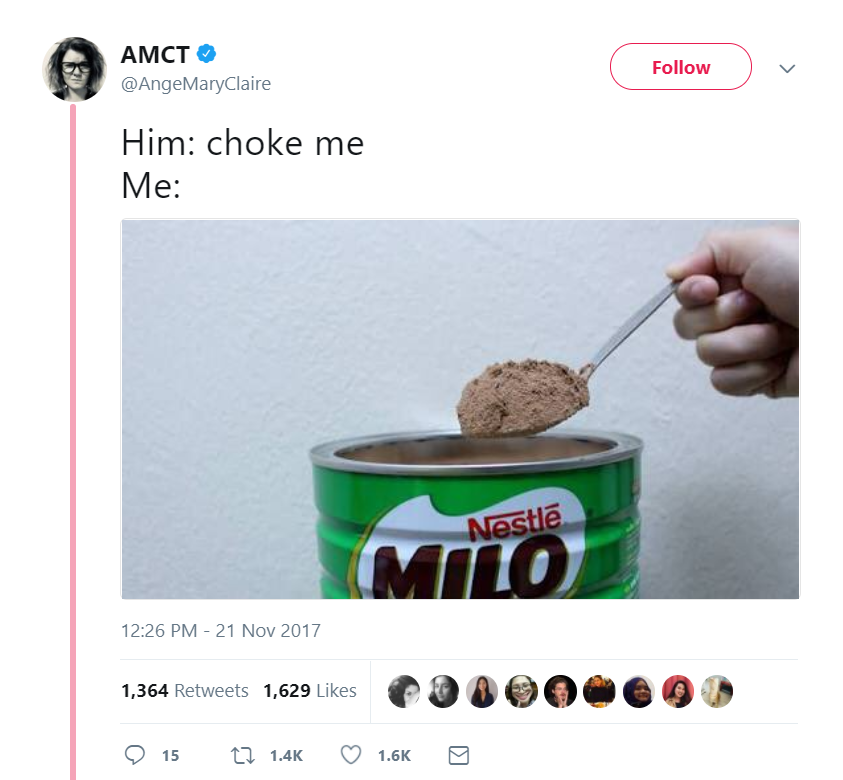 AMCT
@AngeMaryClaire
Follow
Him: choke me
Me:
Nestlé
MILO
12:26 PM - 21 Nov 2017
1,364 Retweets 1,629 Likes
15 1.4K 1.6K